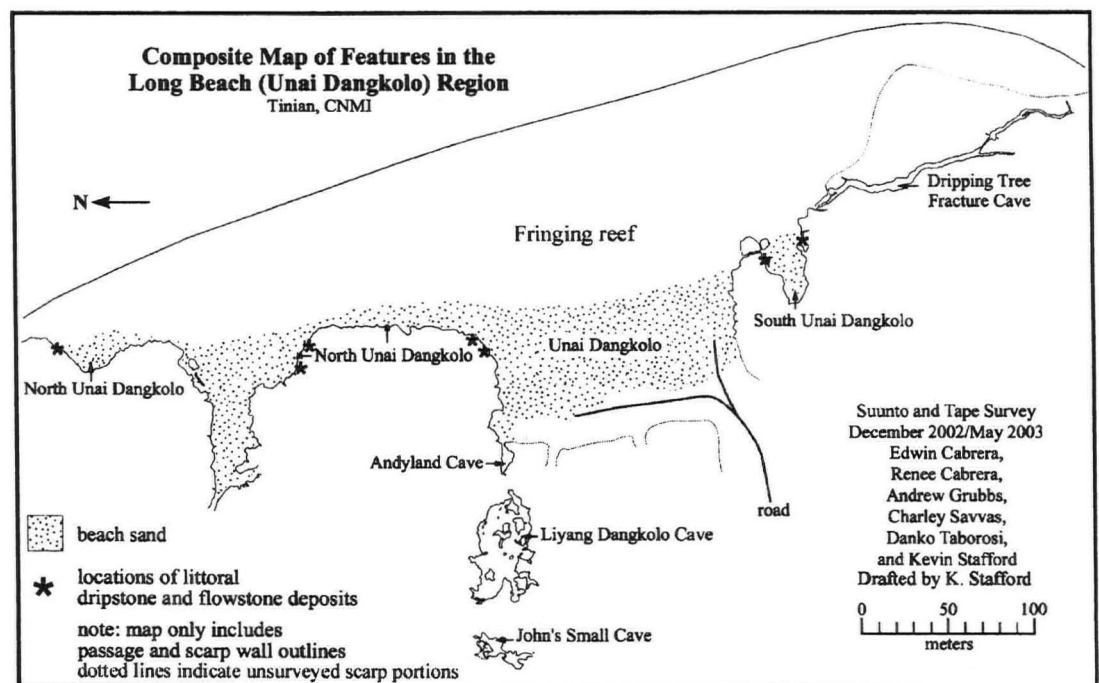 Composite Map of Features in the
Long Beach (Unai Dangkolo) Region
Tinian, CNMI
N
Dripping Tree
Fracture Cave
Fringing reef
South Unai Dangkolo
North Unai Dangkolo
Unai Dangkolo
North Unai Dangkolo
Andyland Cave
road
Liyang Dangkolo Cave
John's Small Cave
beach sand
locations of littoral
dripstone and flowstone deposits
note: map only includes
passage and scarp wall outlines
dotted lines indicate unsurveyed scarp portions
Suunto and Tape Survey
December 2002/May 2003
Edwin Cabrera,
Renee Cabrera,
Andrew Grubbs,
Charley Savvas,
Danko Taborosi,
and Kevin Stafford
Drafted by K. Stafford
0 50 100
meters